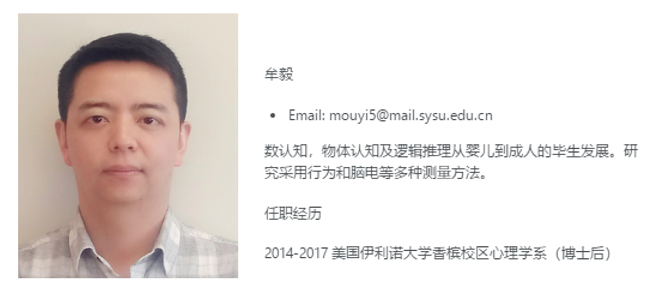 牟毅
Email: mouyi5@mail.sysu.edu.cn
数认知，物体认知及逻辑推理从婴儿到成人的毕生发展。研
究采用行为和脑电等多种测量方法。
任职经历
2014-2017 美国伊利诺大学香槟校区心理学系（博士后）